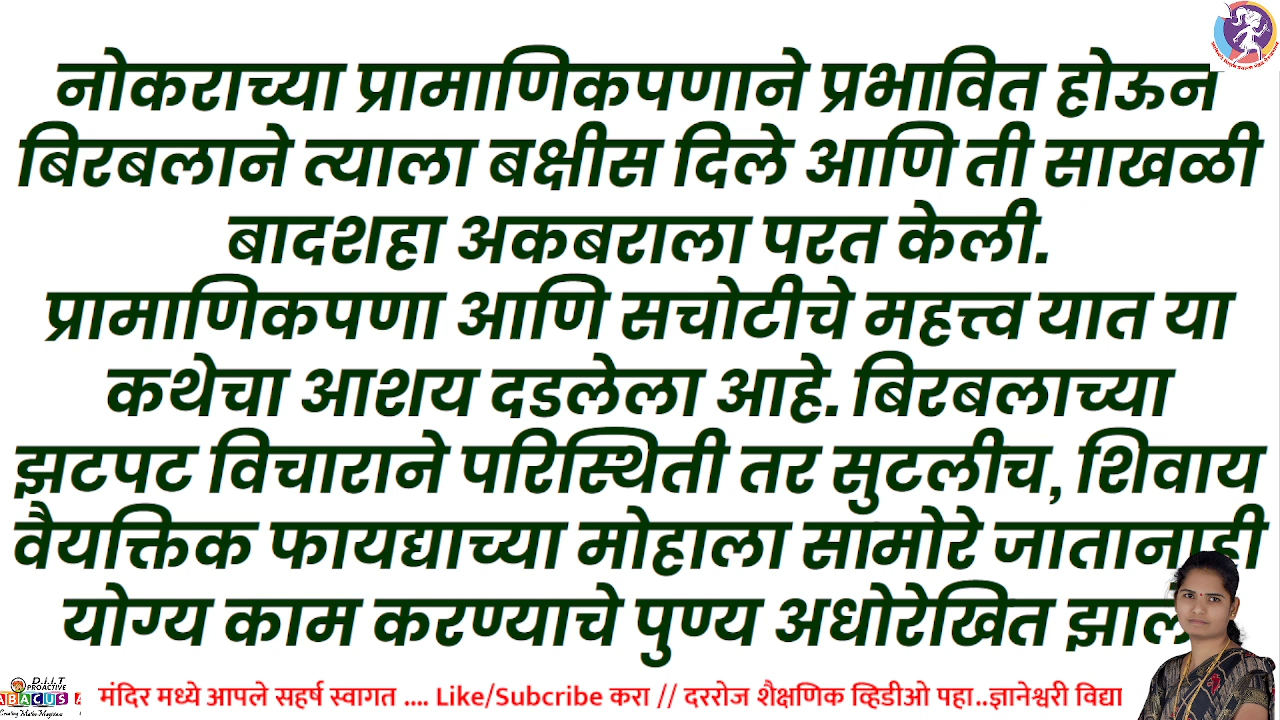 नोकराच्या प्रामाणिकपणाने प्रभावित होऊन
बिरबलाने त्याला बक्षीस दिले आणि ती साखळी
बादशहा अकबराला परत केली.
प्रामाणिकपणा आणि सचोटीचे महत्त्व यात या
कथेचा आशय दडलेला आहे. बिरबलाच्या
झटपट विचाराने परिस्थिती तर सुटलीच, शिवाय
वैयक्तिक फायद्याच्या मोहाला सामोरे जातानाही
योग्य काम करण्याचे पुण्य अधोरेखित
D.I.I.T
PROACTIVE
ABACUS
मंदिर मध्ये आपले सहर्ष स्वागत .... Like/Subcribe करा // दररोज शैक्षणिक व्हिडीओ पहा..ज्ञानेश्वरी विद्या